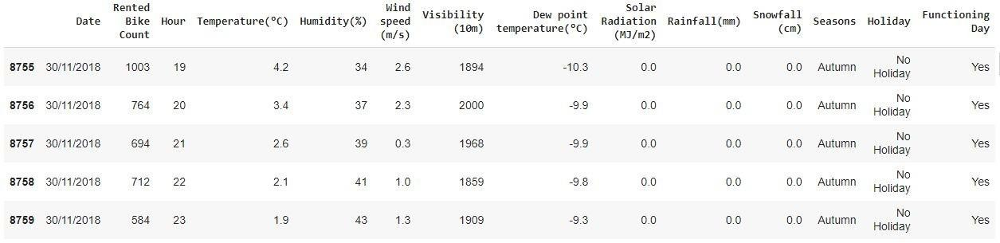 Date Rented Bike Count Hour Temperature(°C) Humidity(%) Wind speed (m/s) Visibility (10m) Dew point temperature(°C) Solar Radiation (MJ/m2) Rainfall(mm) Snowfall (cm) Seasons Holiday Functioning Day
8755 30/11/2018 1003 19 4.2 34 2.6 1894 -10.3 0.0 0.0 0.0 Autumn No Holiday Yes
8756 30/11/2018 764 20 3.4 37 2.3 2000 -9.9 0.0 0.0 0.0 Autumn No Holiday Yes
8757 30/11/2018 694 21 2.6 39 0.3 1968 -9.9 0.0 0.0 0.0 Autumn No Holiday Yes
8758 30/11/2018 712 22 2.1 41 1.0 1859 -9.8 0.0 0.0 0.0 Autumn No Holiday Yes
8759 30/11/2018 584 23 1.9 43 1.3 1909 -9.3 0.0 0.0 0.0 Autumn No Holiday Yes